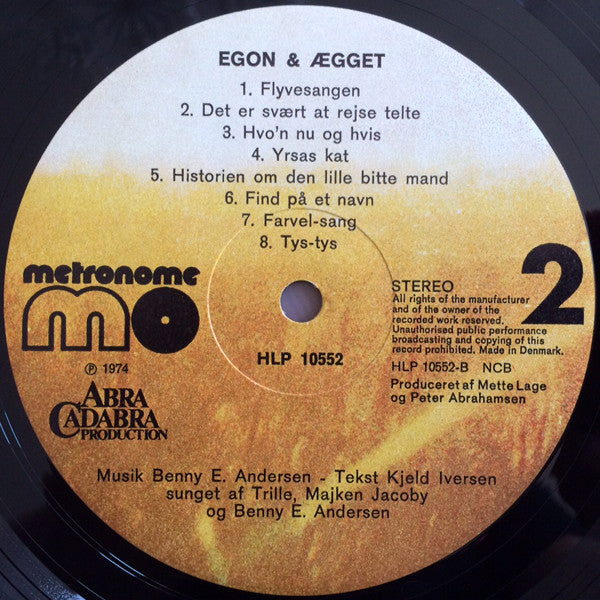 EGON & ÆGGET
1. Flyvesangen
2. Det er svært at rejse telte
3. Hvo'n nu og hvis
4. Yrsas kat
5. Historien om den lille bitte mand
6. Find på et navn
7. Farvel-sang
8. Tys-tys
metronome
mo
℗ 1974
ABRA
CADABRA
PRODUCTION
HLP 10552
2
STEREO
All rights of the manufacturer
and of the owner of the
recorded work reserved.
Unauthorised public performance
broadcasting and copying of this
record prohibited. Made in Denmark.
HLP 10552-B NCB
Produceret af Mette Lage
og Peter Abrahamsen
Musik Benny E. Andersen - Tekst Kjeld Iversen
sunget af Trille, Majken Jacoby
og Benny E. Andersen